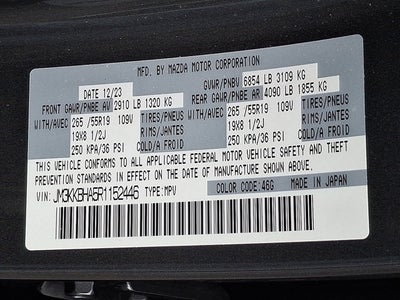 MFD. BY MAZDA MOTOR CORPORATION
DATE 12/23 GVWR/PNBV 6854 LB 3109 KG
FRONT GAWR/PNBE AV 2910 LB 1320 KG REAR GAWR/PNBE AR 4090 LB 1855 KG
WITH/AVEC 265 /55R19 109W TIRES/PNEUS WITH/AVEC 265 /55R19 109W TIRES/PNEUS
19X8 1/2J RIMS/JANTES 19X8 1/2J RIMS/JANTES
250 KPA/36 PSI COLD/A FROID 250 KPA/36 PSI COLD/A FROID
THIS VEHICLE CONFORMS TO ALL APPLICABLE FEDERAL MOTOR VEHICLE SAFETY AND THEFT
PREVENTION STANDARDS IN EFFECT ON THE DATE OF MANUFACTURE SHOWN ABOVE.
VIN: JM3KKBHA5R1152446 TYPE:MPV COLOR CODE:46G MADE IN JAPAN